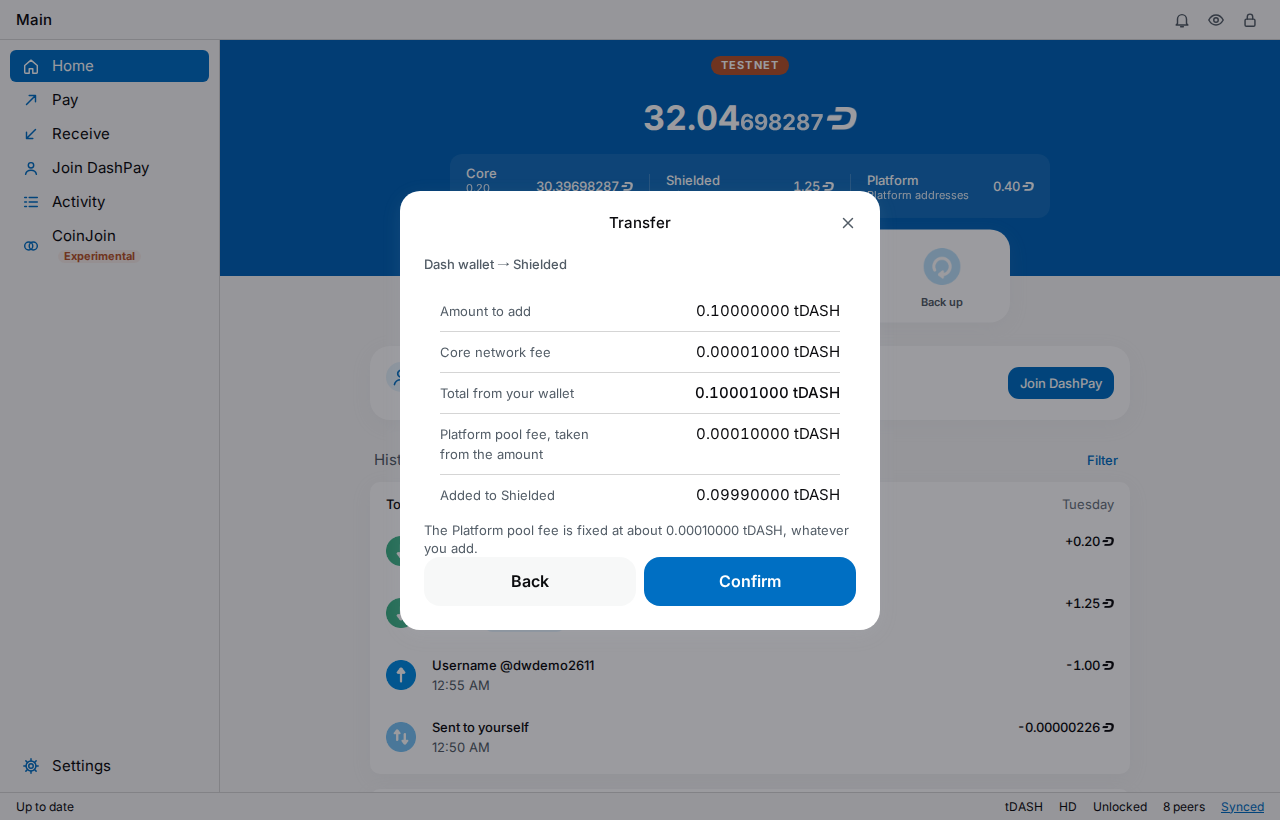 Main
Home
Pay
Receive
Join DashPay
Activity
CoinJoin
Experimental
Settings
TESTNET
32.04698287
Core
0.20
30.39698287
Shielded
1.25
Platform
Platform addresses
0.40
Back up
Join DashPay
Filter
Tuesday
+0.20
+1.25
Username @dwdemo2611
12:55 AM
-1.00
Sent to yourself
12:50 AM
-0.00000226
Transfer
Dash wallet → Shielded
Amount to add 0.10000000 tDASH
Core network fee 0.00001000 tDASH
Total from your wallet 0.10001000 tDASH
Platform pool fee, taken 0.00010000 tDASH
from the amount
Added to Shielded 0.09990000 tDASH
The Platform pool fee is fixed at about 0.00010000 tDASH, whatever
you add.
Back
Confirm
Up to date
tDASH HD Unlocked 8 peers Synced